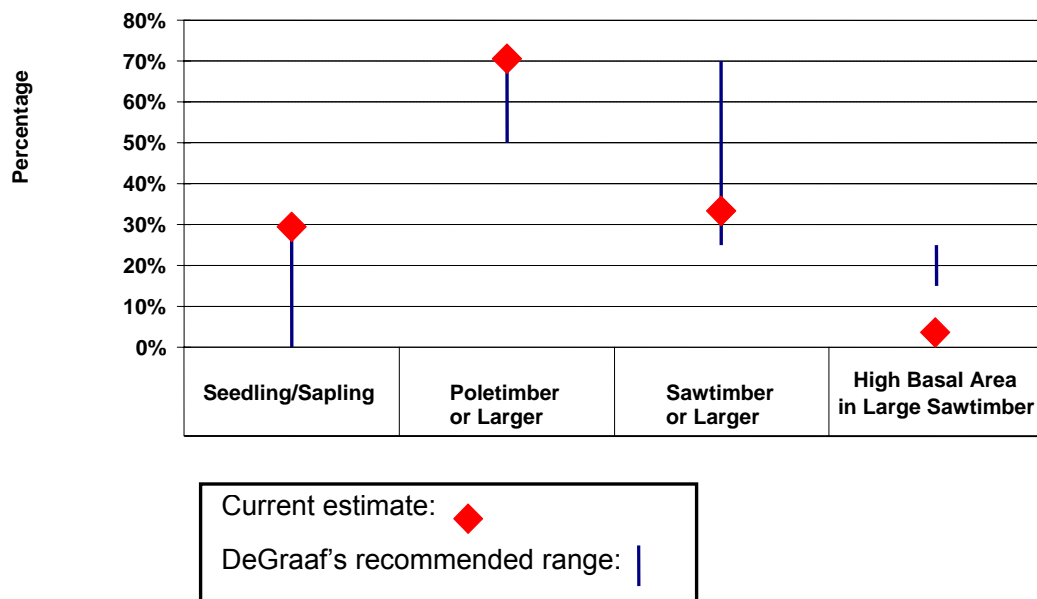 Percentage
80%
70%
60%
50%
40%
30%
20%
10%
0%
Seedling/Sapling
Poletimber
or Larger
Sawtimber
or Larger
High Basal Area
in Large Sawtimber
Current estimate:
DeGraaf's recommended range: